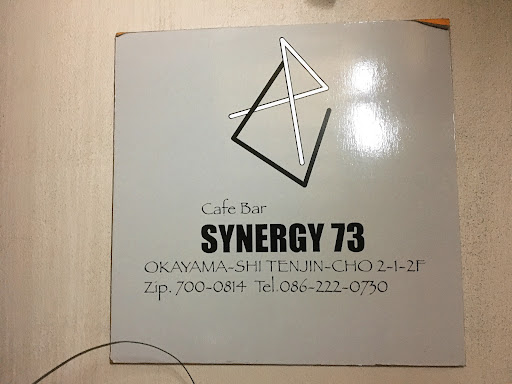 Cafe Bar
SYNERGY 73
OKAYAMA-SHI TENJIN-CHO 2-1-2F
Zip. 700-0814 Tel.086-222-0730